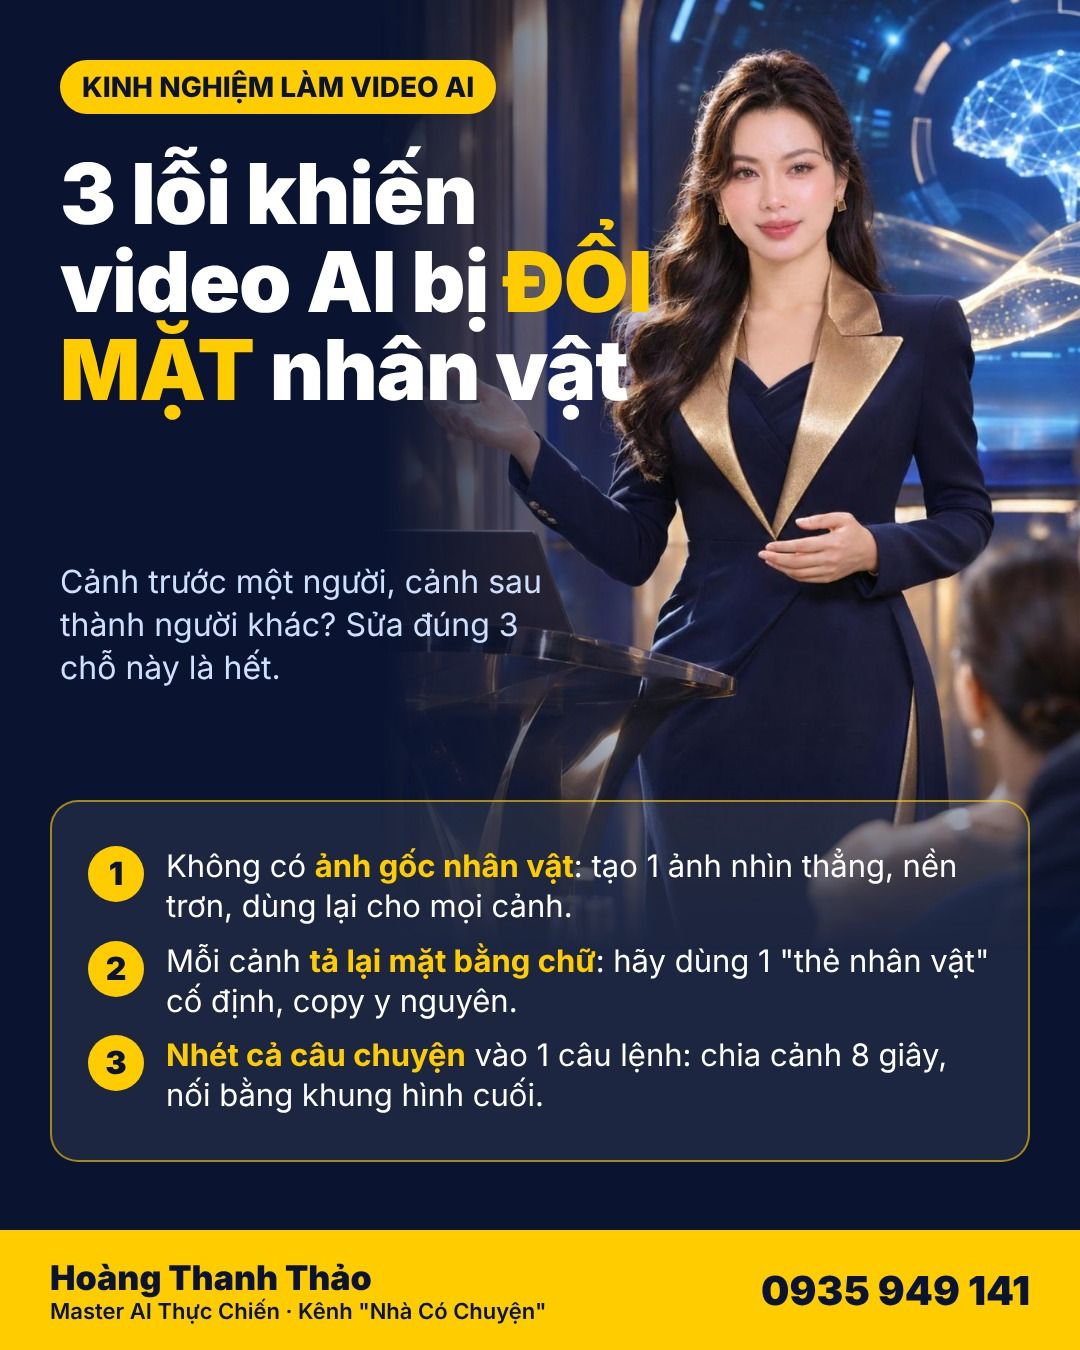 KINH NGHIỆM LÀM VIDEO AI
3 lỗi khiến
video AI bị ĐỔI
MẶT nhân vật
Cảnh trước một người, cảnh sau
thành người khác? Sửa đúng 3
chỗ này là hết.
1 Không có ảnh gốc nhân vật: tạo 1 ảnh nhìn thẳng, nền
trơn, dùng lại cho mọi cảnh.
2 Mỗi cảnh tả lại mặt bằng chữ: hãy dùng 1 "thẻ nhân vật"
cố định, copy y nguyên.
3 Nhét cả câu chuyện vào 1 câu lệnh: chia cảnh 8 giây,
nối bằng khung hình cuối.
Hoàng Thanh Thảo
Master AI Thực Chiến · Kênh "Nhà Có Chuyện"
0935 949 141